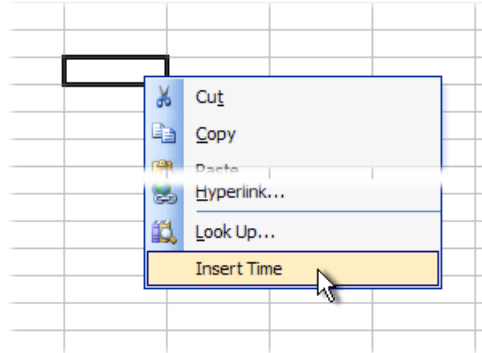 Cut
Copy
Paste
Hyperlink...
Look Up...
Insert Time